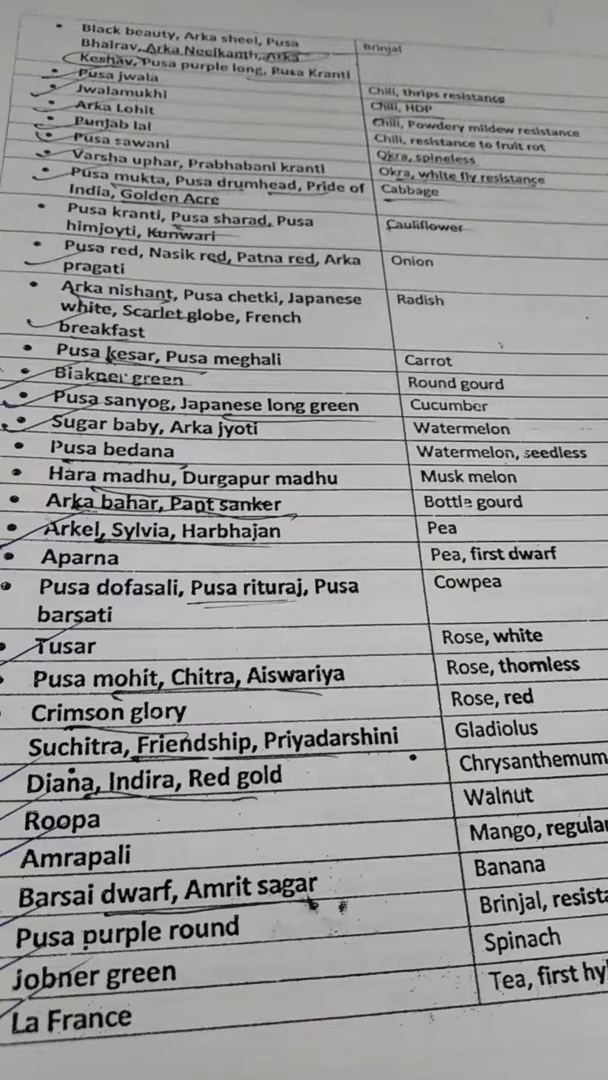 Black beauty, Arka sheel, Pusa
Bhairav, Arka Neelkanth, Arka
Keshav, Pusa purple long, Pusa Kranti
Brinjal
Pusa jwala
Chili, thrips resistance
Jwalamukhi
Chili, HDP
Arka Lohit
Chili, Powdery mildew resistance
Punjab lal
Chili, resistance to fruit rot
Pusa sawani
Okra, spineless
Varsha uphar, Prabhabani kranti
Okra, white fly resistance
Pusa mukta, Pusa drumhead, Pride of
India, Golden Acre
Cabbage
Pusa kranti, Pusa sharad, Pusa
himjoyti, Kunwari
Cauliflower
Pusa red, Nasik red, Patna red, Arka
pragati
Onion
Arka nishant, Pusa chetki, Japanese
white, Scarlet globe, French
breakfast
Radish
Pusa kesar, Pusa meghali
Carrot
Biakner green
Round gourd
Pusa sanyog, Japanese long green
Cucumber
Sugar baby, Arka jyoti
Watermelon
Pusa bedana
Watermelon, seedless
Hara madhu, Durgapur madhu
Musk melon
Arka bahar, Pant sanker
Bottle gourd
Arkel, Sylvia, Harbhajan
Pea
Aparna
Pea, first dwarf
Pusa dofasali, Pusa rituraj, Pusa
barsati
Cowpea
Tusar
Rose, white
Pusa mohit, Chitra, Aiswariya
Rose, thornless
Crimson glory
Rose, red
Suchitra, Friendship, Priyadarshini
Gladiolus
Diana, Indira, Red gold
Chrysanthemum
Roopa
Walnut
Amrapali
Mango, regular
Barsai dwarf, Amrit sagar
Banana
Pusa purple round
Brinjal, resista
Jobner green
Spinach
La France
Tea, first hy